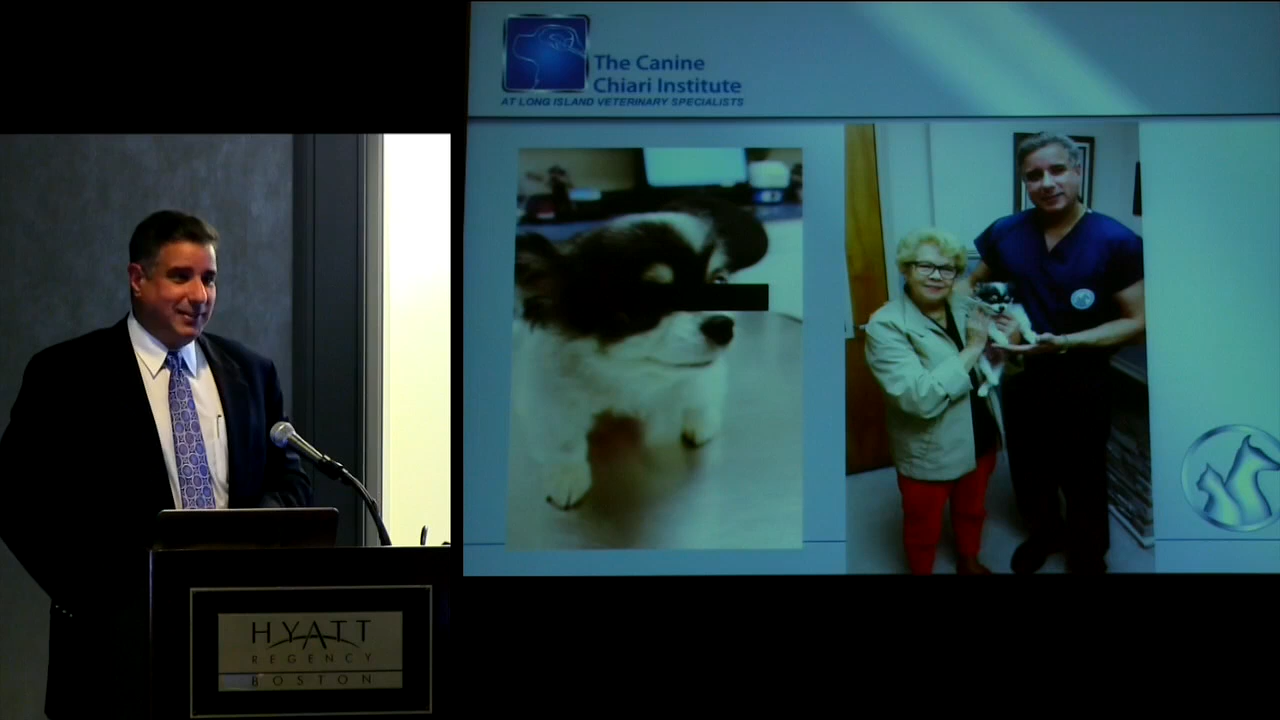 The Canine
Chiari Institute
AT LONG ISLAND VETERINARY SPECIALISTS
HYATT
REGENCY
BOSTON